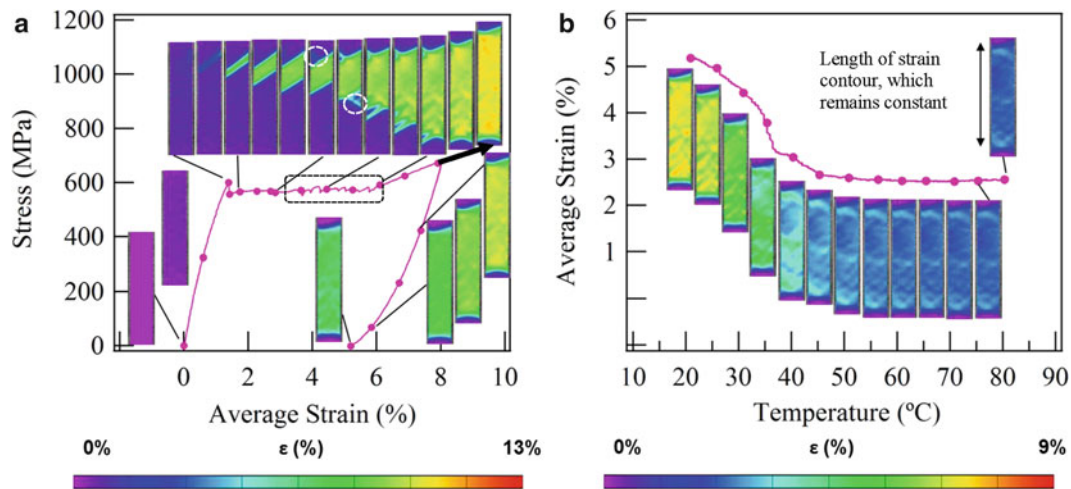 a
1200
1000
800
600
400
200
0
Stress (MPa)
0 2 4 6 8 10
Average Strain (%)
0% ε (%) 13%
b
6
5
4
3
2
1
0
Average Strain (%)
Length of strain
contour, which
remains constant
10 20 30 40 50 60 70 80 90
Temperature (ºC)
0% ε (%) 9%